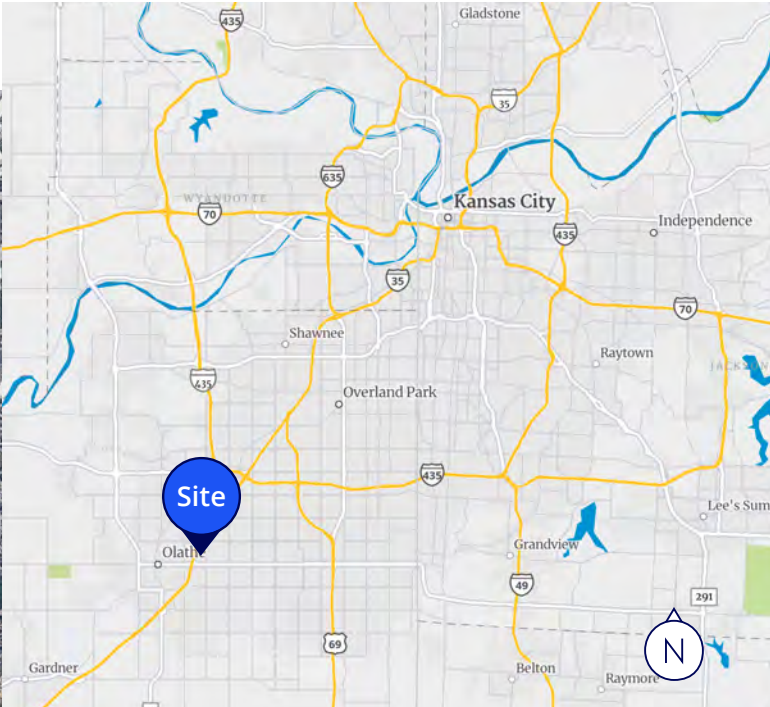 Gladstone
435
35
635
WYANDOTTE
70
Kansas City
Independence
435
35
70
Shawnee
Raytown
JACKSON
435
Overland Park
435
Site
Lee's Sum
Grandview
Olathe
49
291
69
N
Gardner
Belton
Raymore